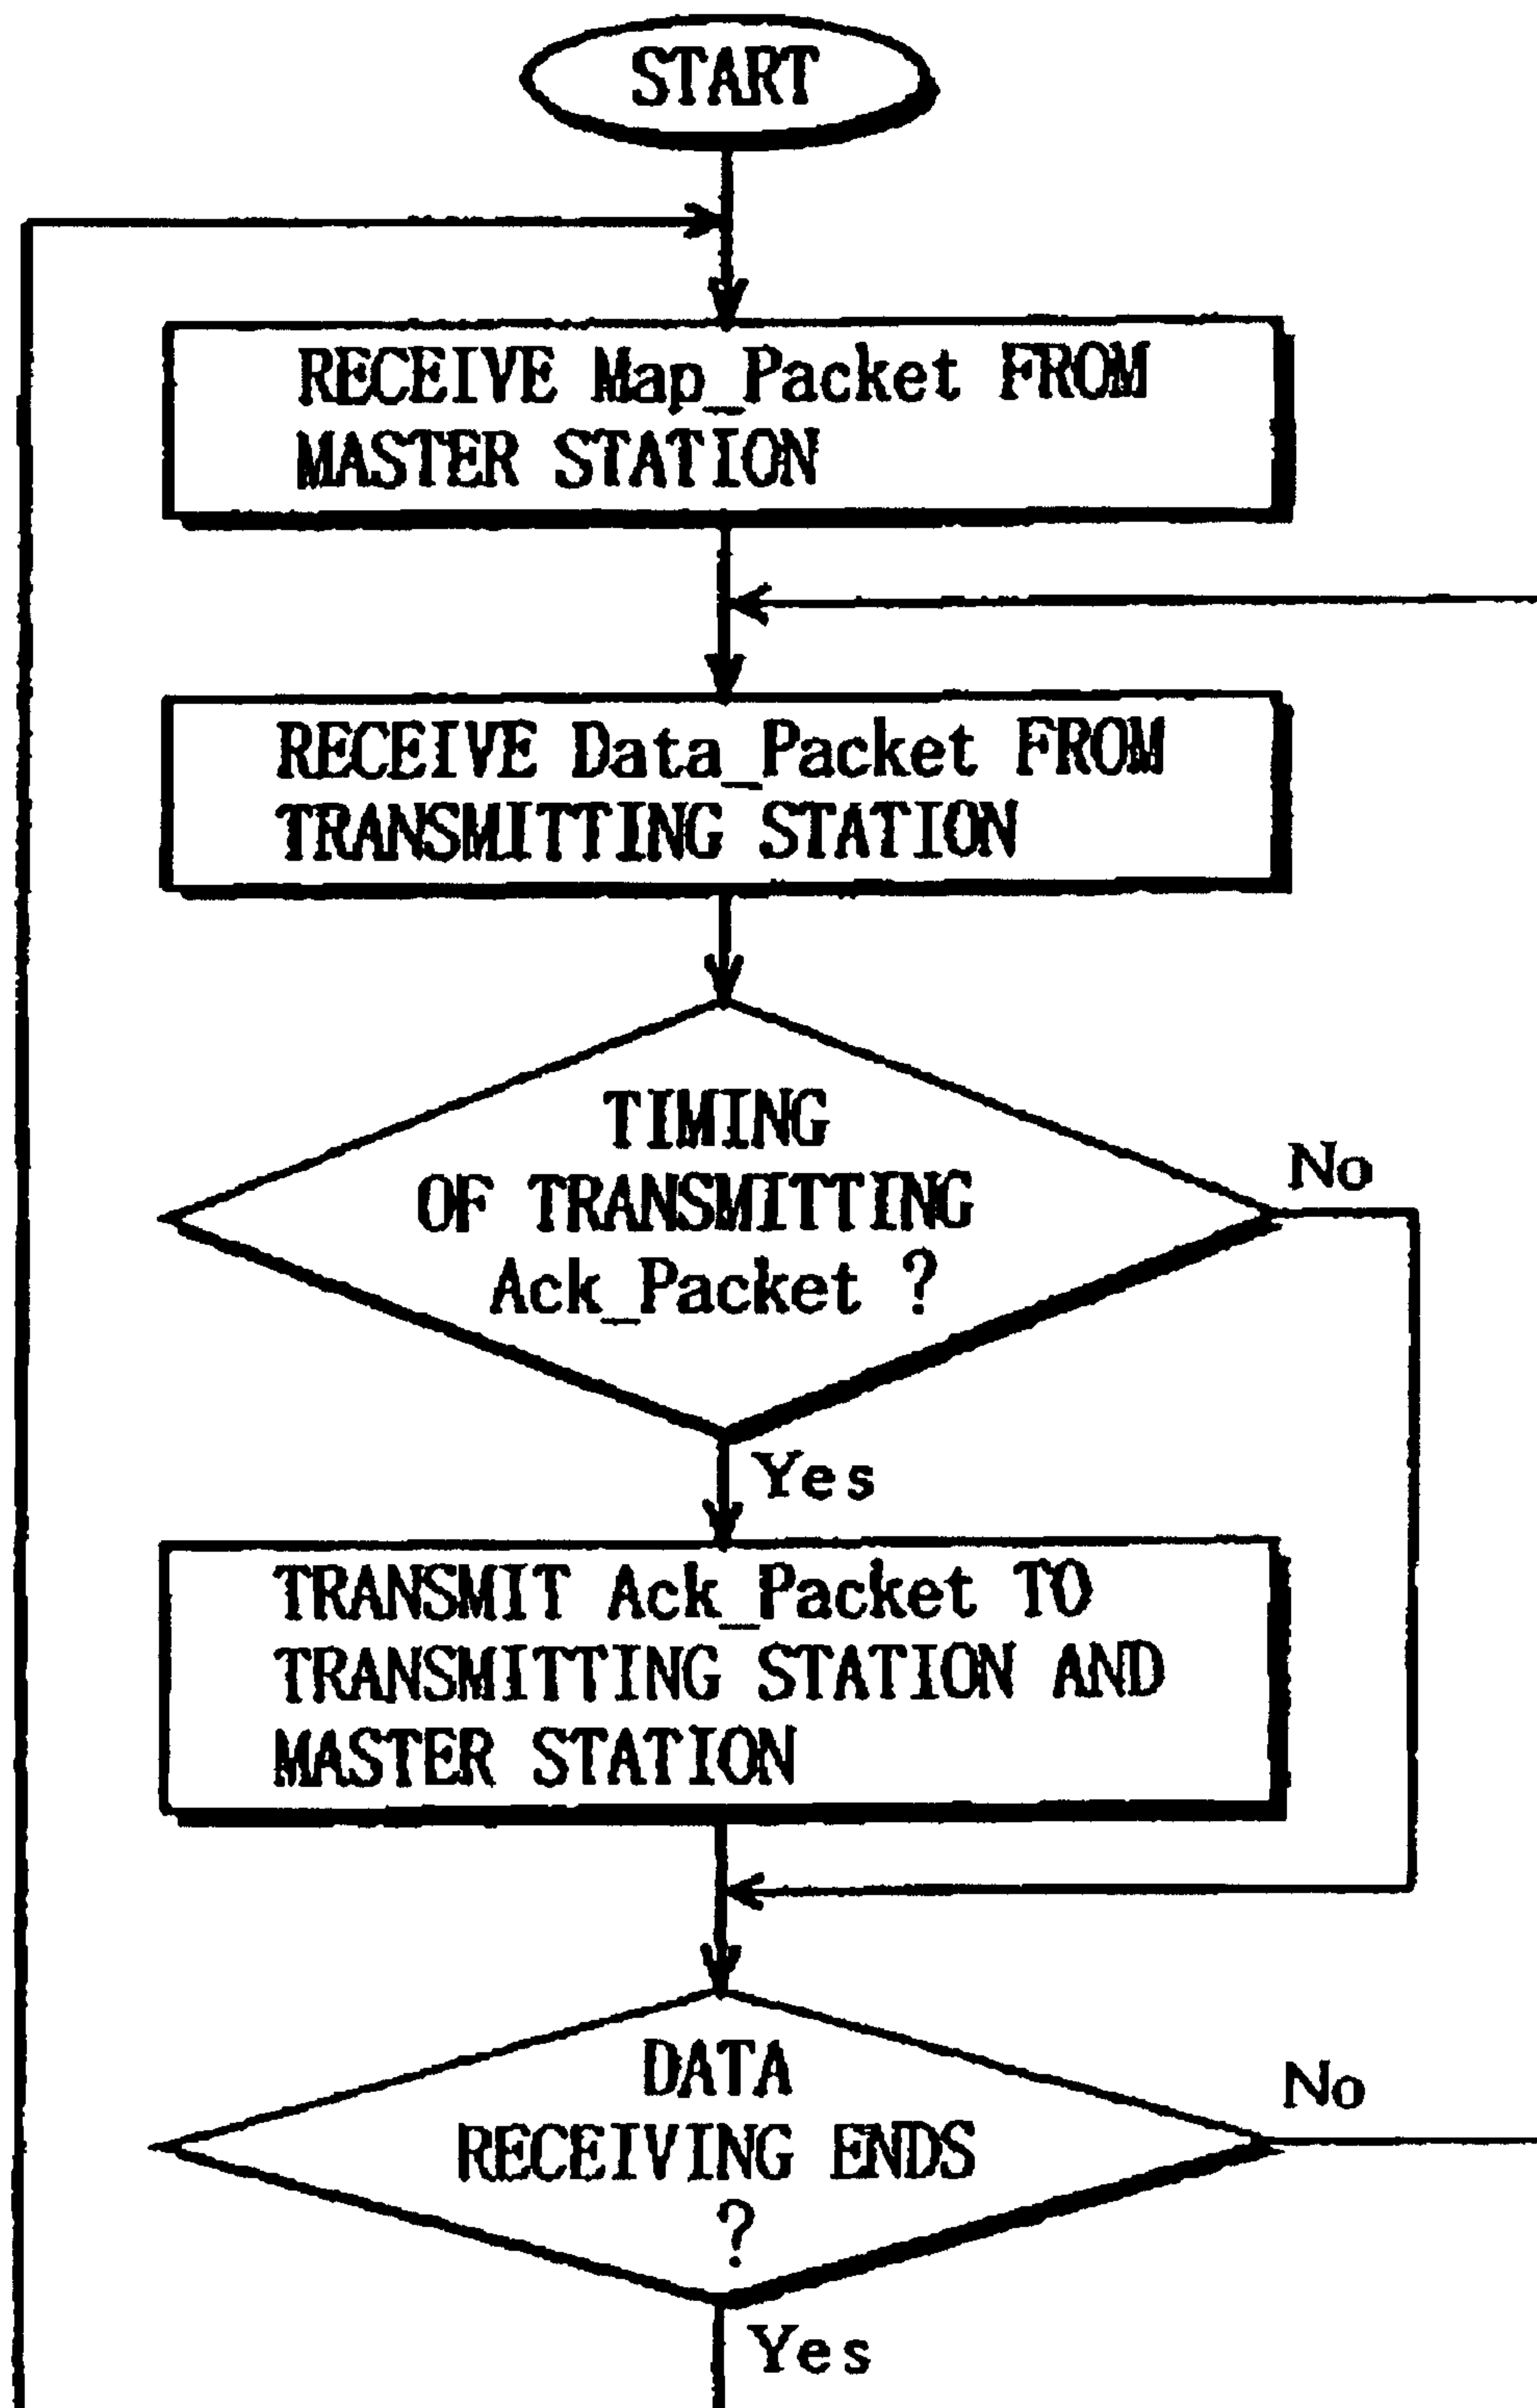 START
RECEIVE Map_Packet FROM
MASTER STATION
RECEIVE Data_Packet FROM
TRANSMITTING STATION
TIMING
OF TRANSMITTING
Ack_Packet ?
No
Yes
TRANSMIT Ack_Packet TO
TRANSMITTING STATION AND
MASTER STATION
DATA
RECEIVING ENDS
?
No
Yes